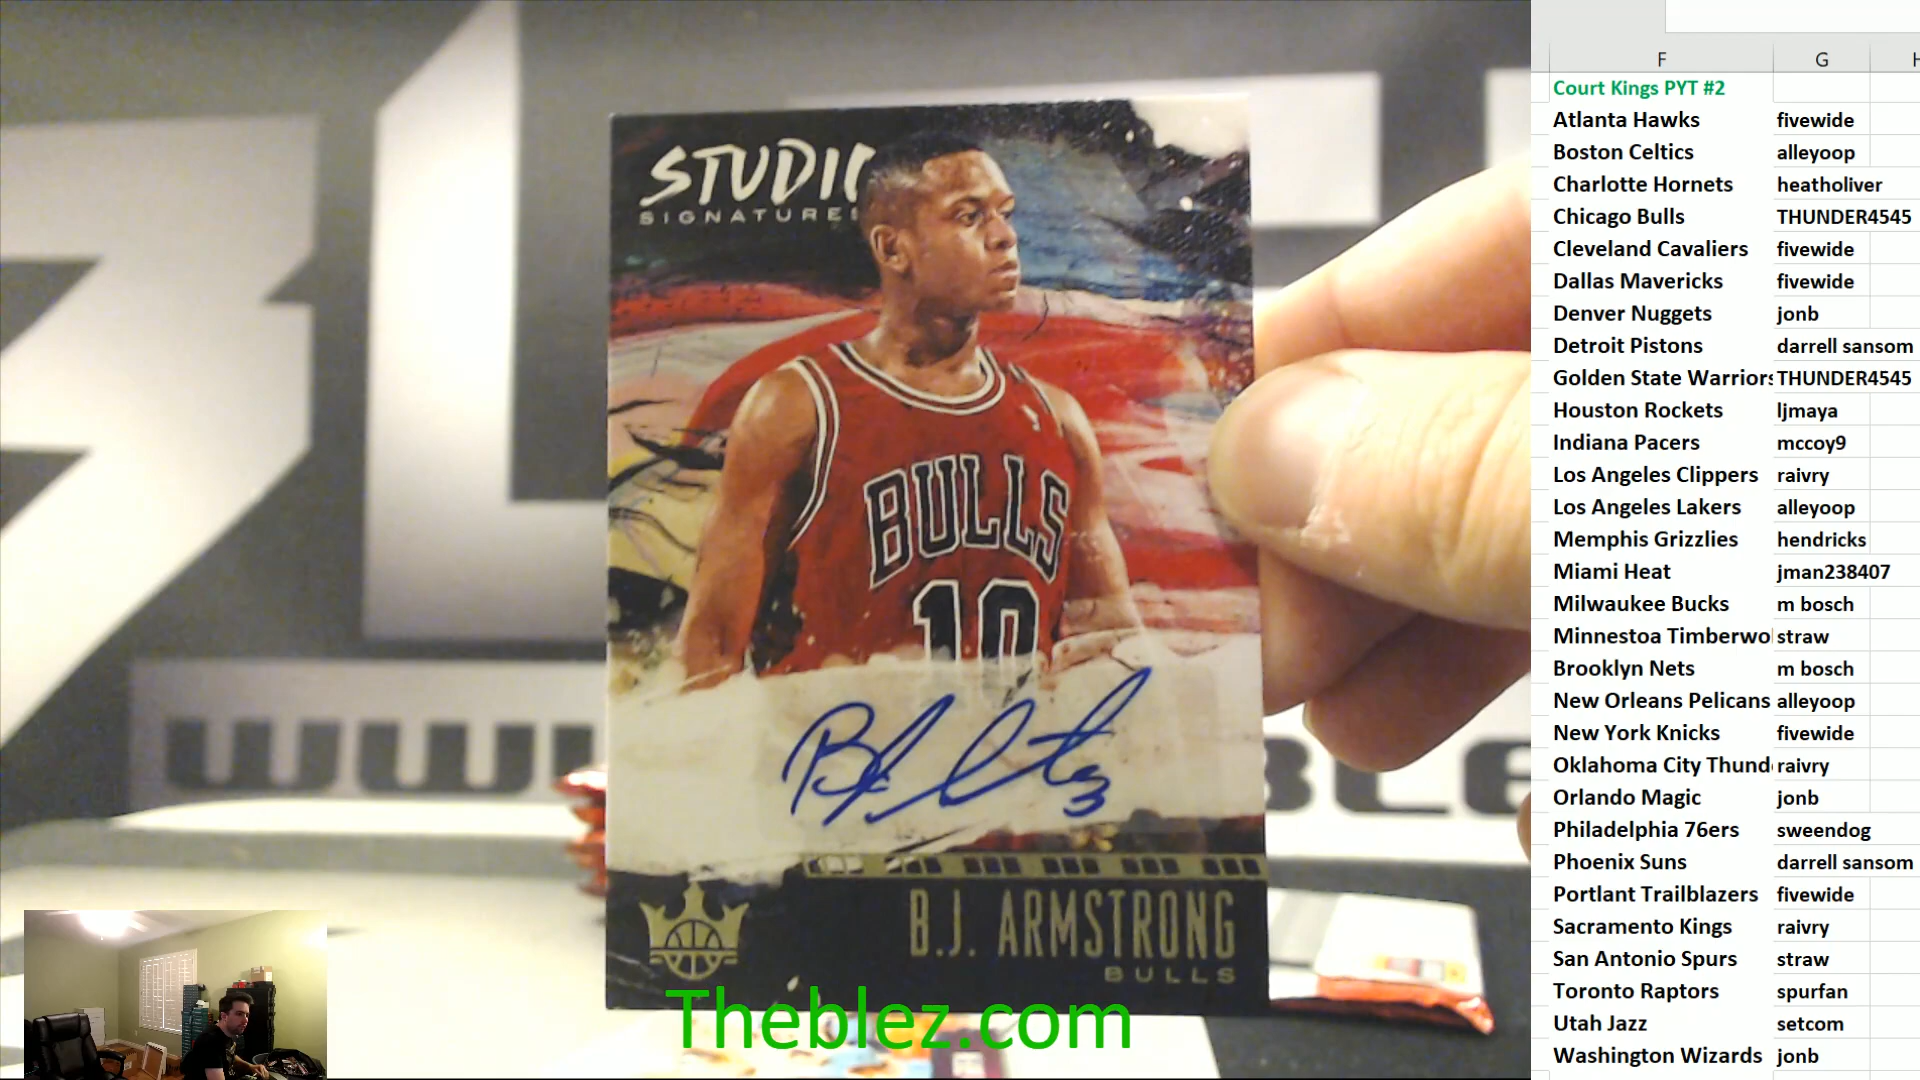 STUDIO
SIGNATURES
BULLS
10
B.J. ARMSTRONG
BULLS
Theblez.com
F G H
Court Kings PYT #2
Atlanta Hawks fivewide
Boston Celtics alleyoop
Charlotte Hornets heatholiver
Chicago Bulls THUNDER4545
Cleveland Cavaliers fivewide
Dallas Mavericks fivewide
Denver Nuggets jonb
Detroit Pistons darrell sansom
Golden State Warriors THUNDER4545
Houston Rockets ljmaya
Indiana Pacers mccoy9
Los Angeles Clippers raivry
Los Angeles Lakers alleyoop
Memphis Grizzlies hendricks
Miami Heat jman238407
Milwaukee Bucks m bosch
Minnestoa Timberwol straw
Brooklyn Nets m bosch
New Orleans Pelicans alleyoop
New York Knicks fivewide
Oklahoma City Thund raivry
Orlando Magic jonb
Philadelphia 76ers sweendog
Phoenix Suns darrell sansom
Portlant Trailblazers fivewide
Sacramento Kings raivry
San Antonio Spurs straw
Toronto Raptors spurfan
Utah Jazz setcom
Washington Wizards jonb